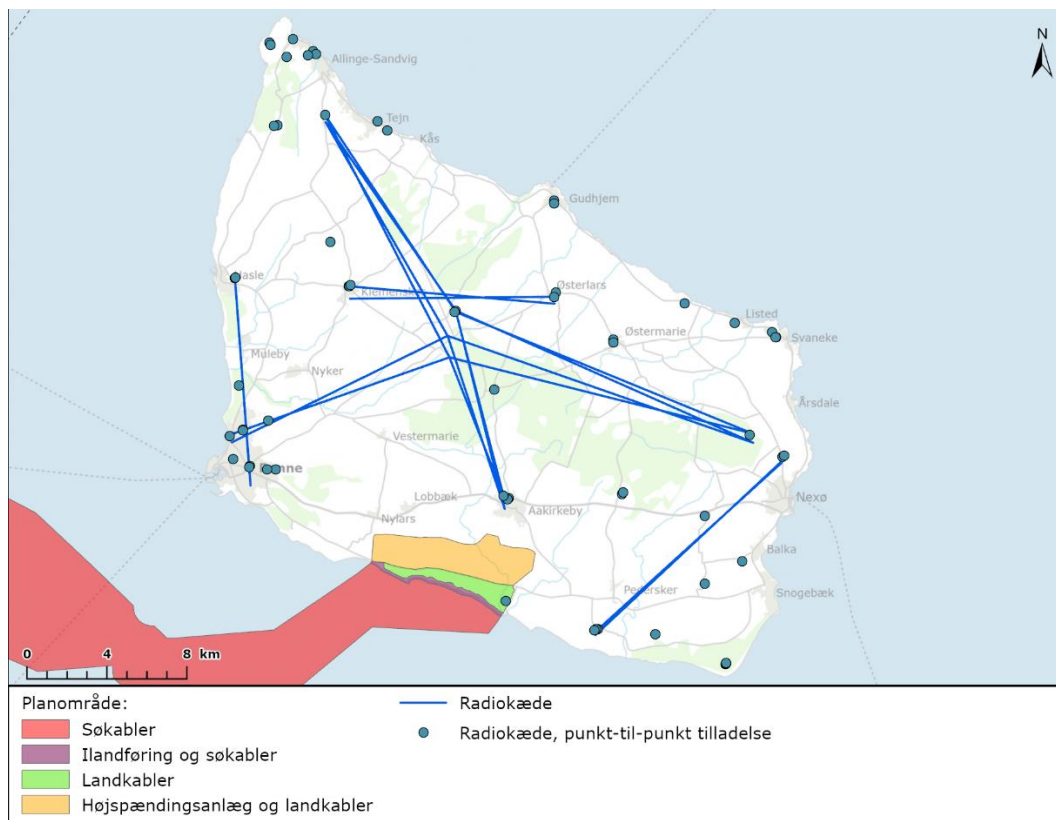 N
Allinge-Sandvig
Tejn
Kås
Gudhjem
Hasle
Klemensker
Østerlars
Listed
Østermarie
Svaneke
Muleby
Nyker
Årsdale
Vestermarie
Rønne
Lobbæk
Aakirkeby
Nexø
Nylars
Balka
Pedersker
Snogebæk
0 4 8 km
Planområde:
Søkabler
Ilandføring og søkabler
Landkabler
Højspændingsanlæg og landkabler
Radiokæde
Radiokæde, punkt-til-punkt tilladelse